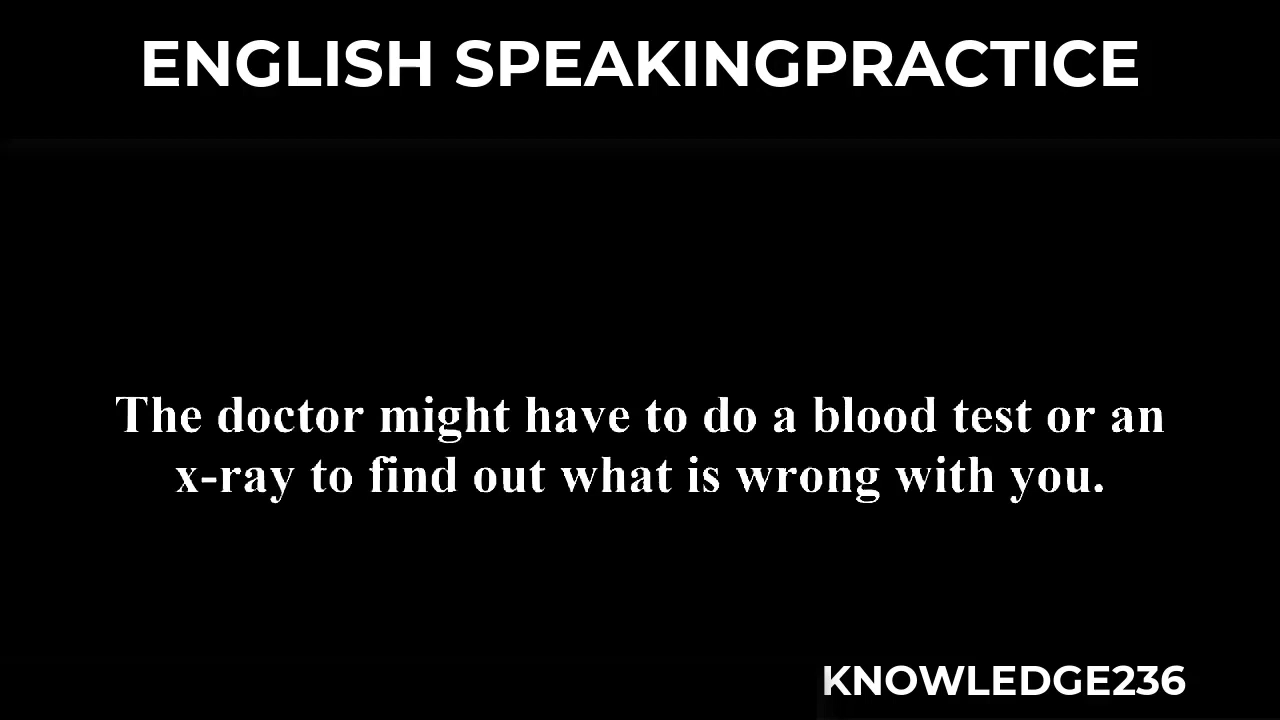 ENGLISH SPEAKINGPRACTICE
The doctor might have to do a blood test or an
x-ray to find out what is wrong with you.
KNOWLEDGE236